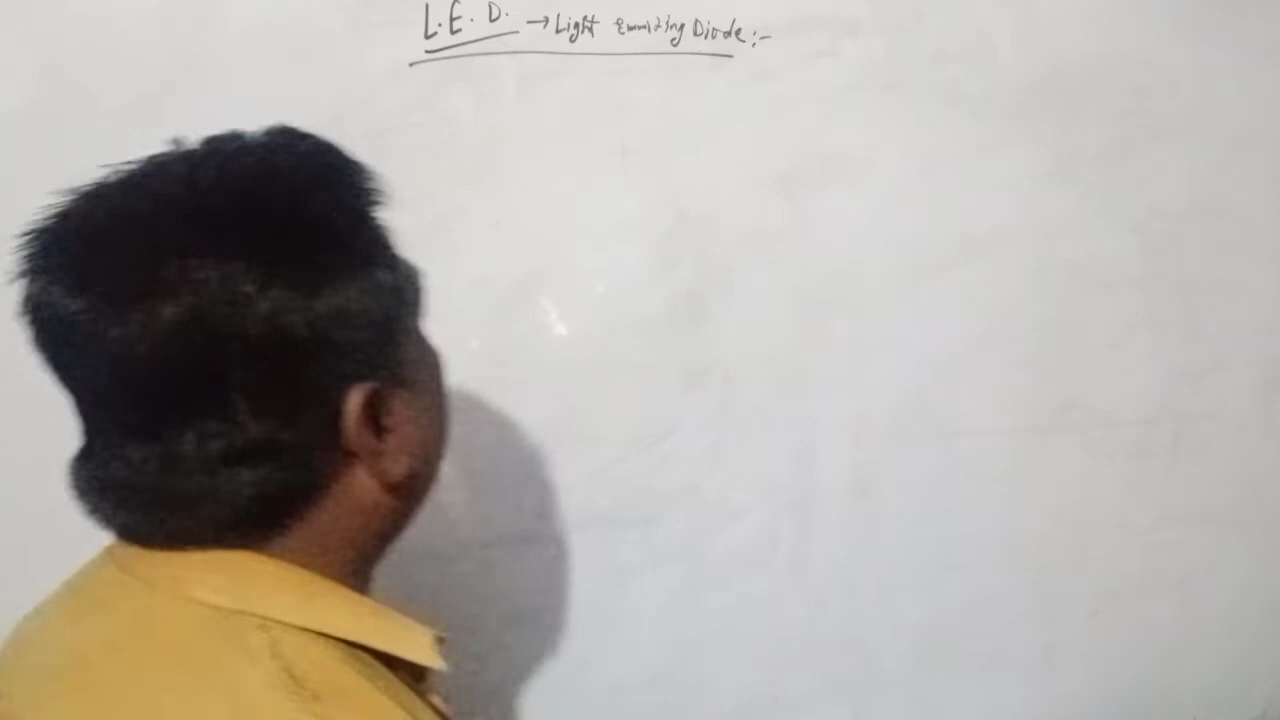 L.E.D. → Light Emmiting Diode :-